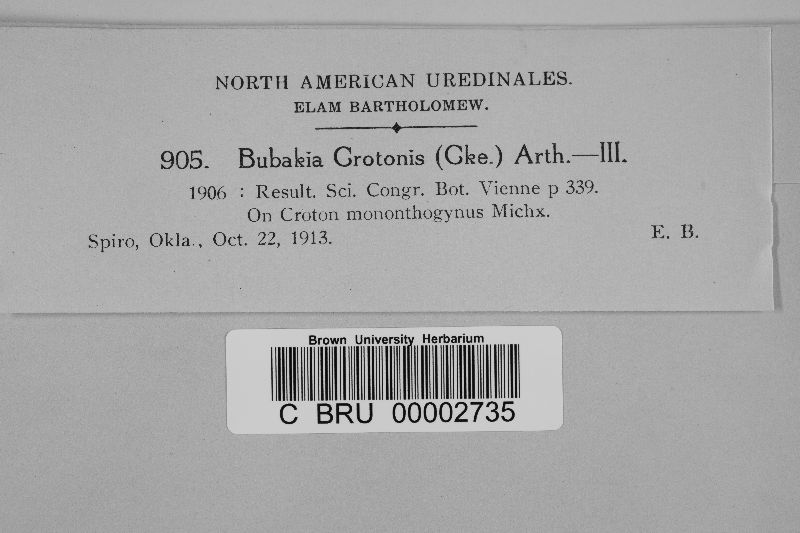 NORTH AMERICAN UREDINALES.
ELAM BARTHOLOMEW.
905. Bubakia Crotonis (Cke.) Arth.—III.
1906 : Result. Sci. Congr. Bot. Vienne p 339.
On Croton mononthogynus Michx.
Spiro, Okla., Oct. 22, 1913. E. B.
Brown University Herbarium
C BRU 00002735